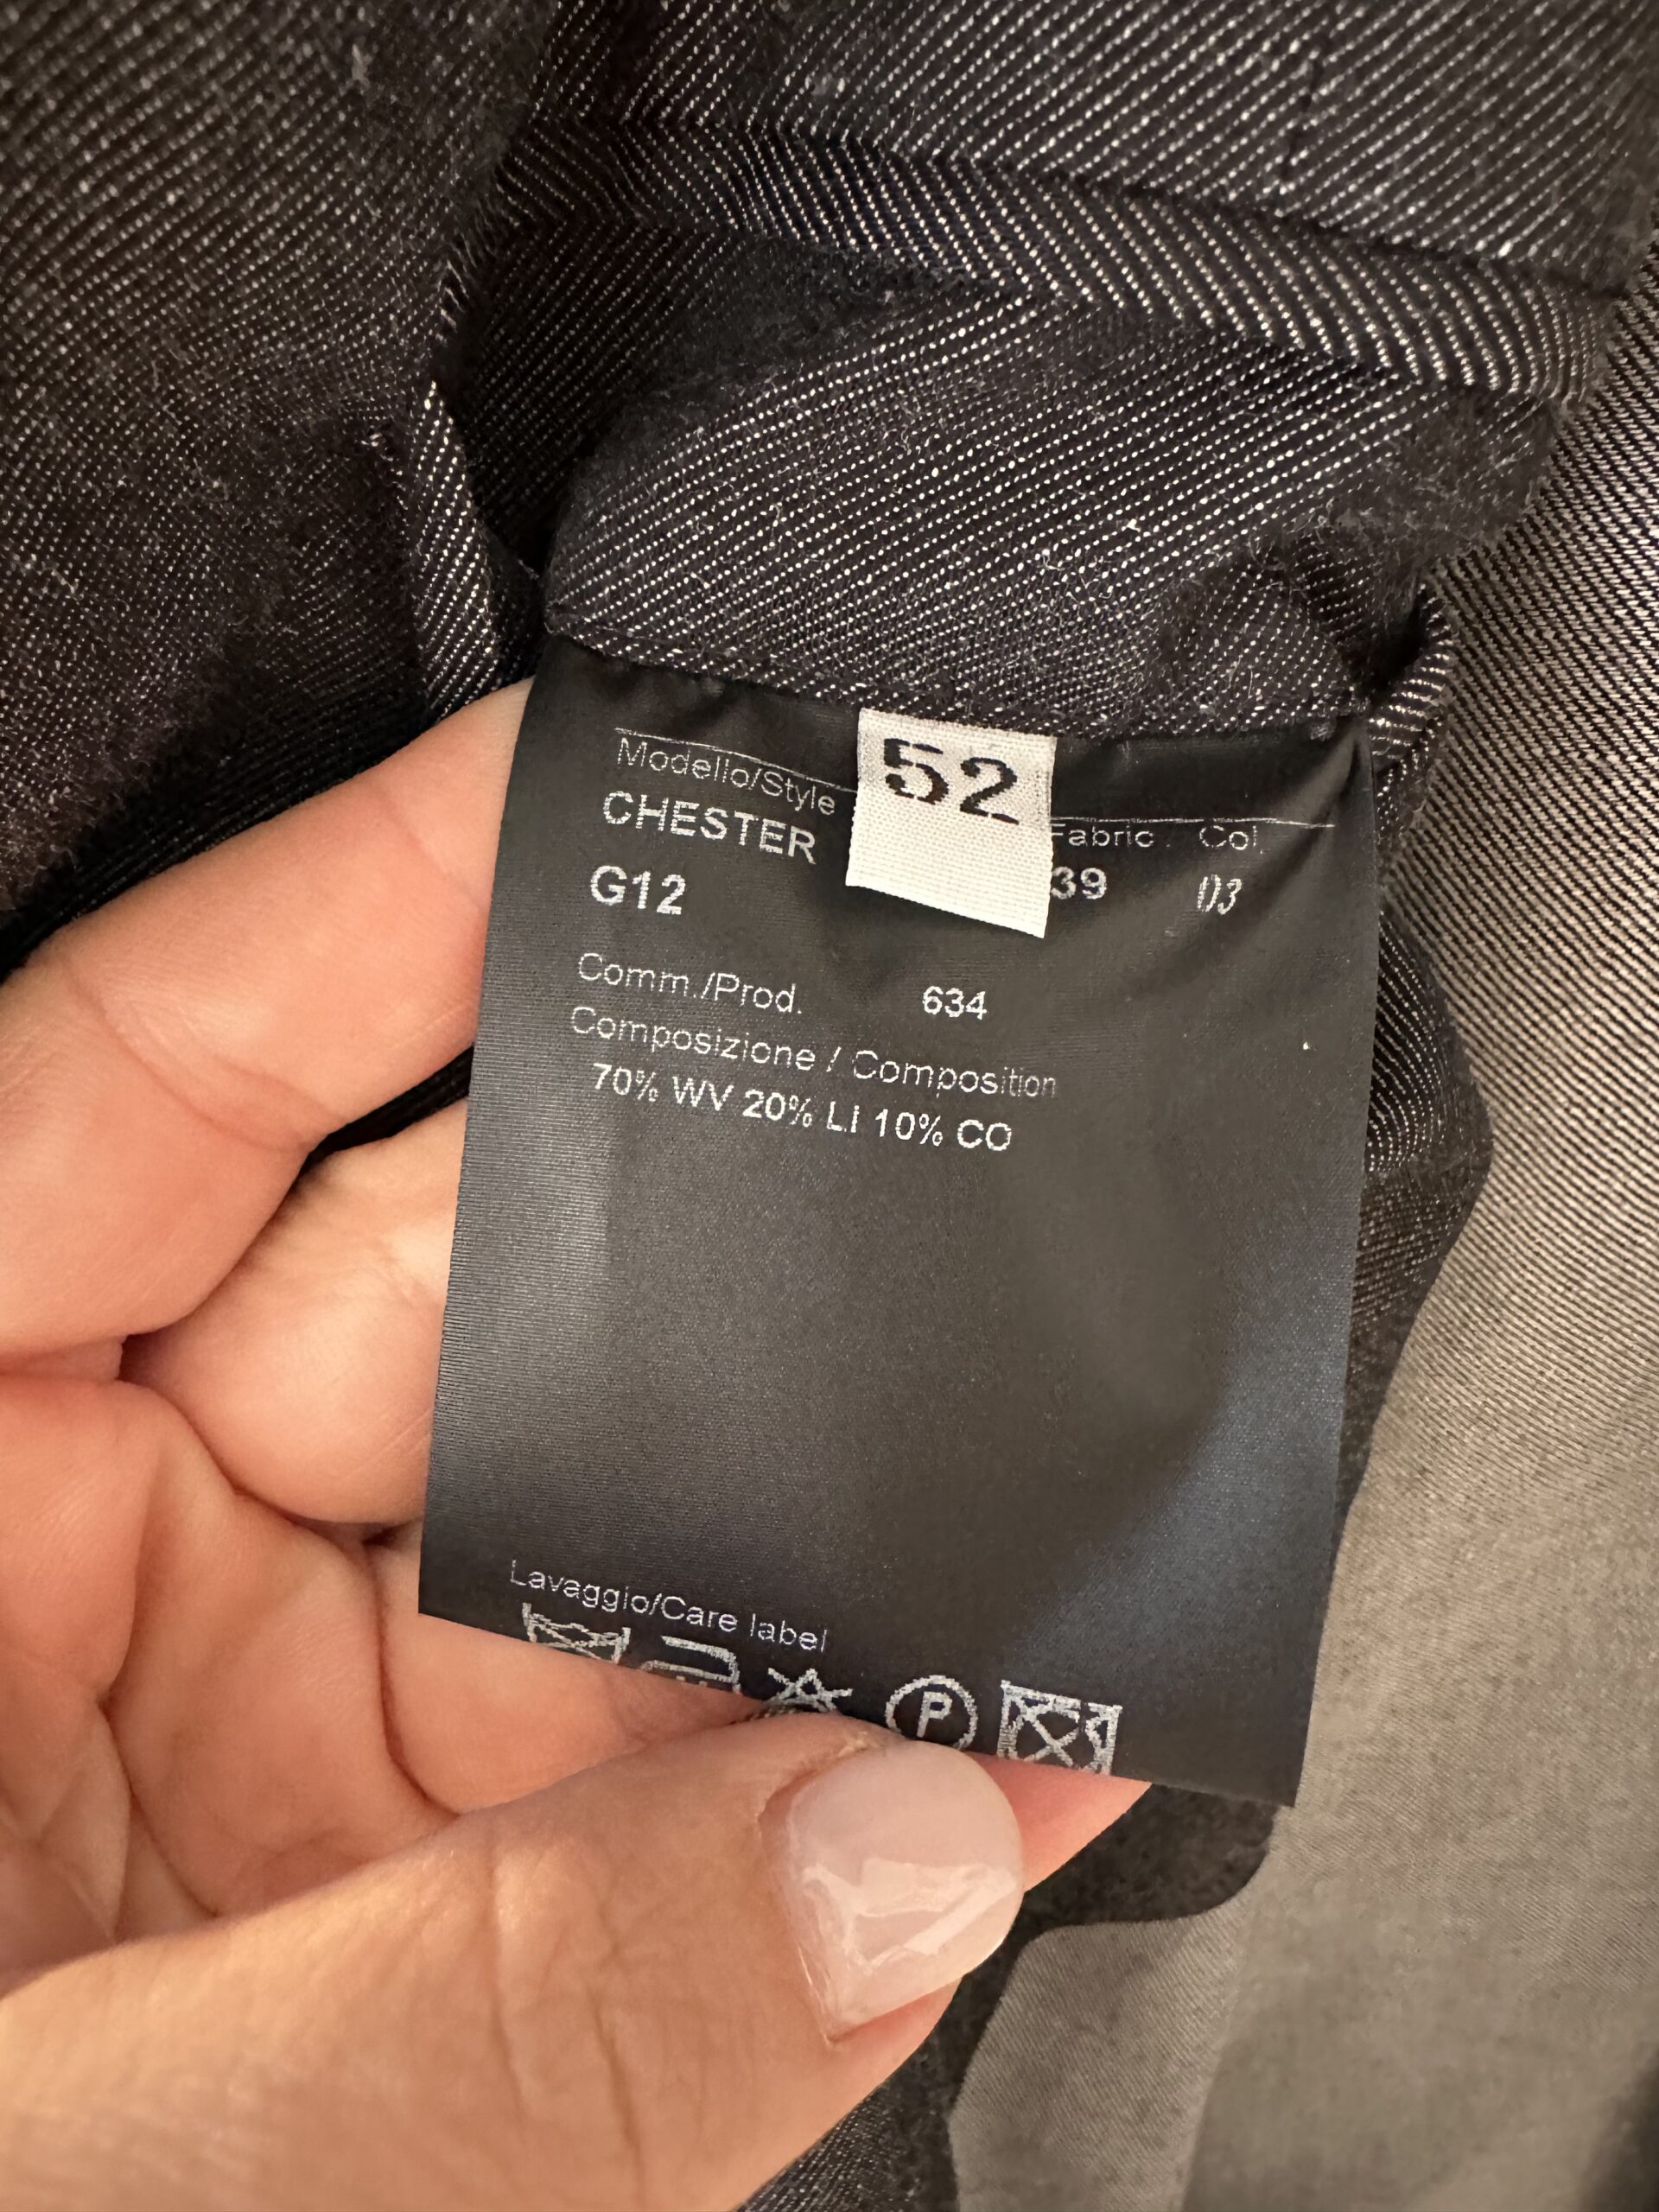 52
Modello/Style Fabric Col.
CHESTER
G12 39 03
Comm./Prod. 634
Composizione / Composition
70% WV 20% LI 10% CO
Lavaggio/Care label
P